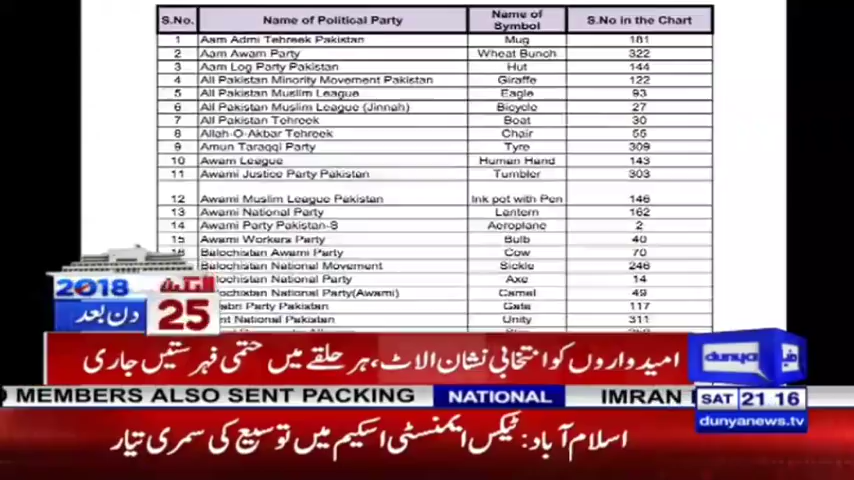 S.No. Name of Political Party Name of Symbol S.No in the Chart
1 Aam Admi Tehreek Pakistan Mug 181
2 Aam Awam Party Wheat Bunch 322
3 Aam Log Party Pakistan Hut 144
4 All Pakistan Minority Movement Pakistan Giraffe 122
5 All Pakistan Muslim League Eagle 93
6 All Pakistan Muslim League (Jinnah) Bicycle 27
7 All Pakistan Tehreek Boat 30
8 Allah-O-Akbar Tehreek Chair 55
9 Amun Taraqqi Party Tyre 309
10 Awam League Human Hand 143
11 Awami Justice Party Pakistan Tumbler 303
12 Awami Muslim League Pakistan Ink pot with Pen 146
13 Awami National Party Lantern 162
14 Awami Party Pakistan-S Aeroplane 2
15 Awami Workers Party Bulb 40
16 Balochistan Awami Party Cow 70
Balochistan National Movement Sickle 246
lochistan National Party Axe 14
lochistan National Party(Awami) Camel 49
bri Party Pakistan Gate 117
nt National Pakistan Unity 311
2018 الیکشن
25 دن بعد
امیدواروں کو انتخابی نشان الاٹ، ہر حلقے میں حتمی فہرستیں جاری
dunya نیوز
MEMBERS ALSO SENT PACKING NATIONAL IMRAN
SAT 21 16
dunyanews.tv
اسلام آباد: ٹیکس ایمنسٹی اسکیم میں توسیع کی سمری تیار